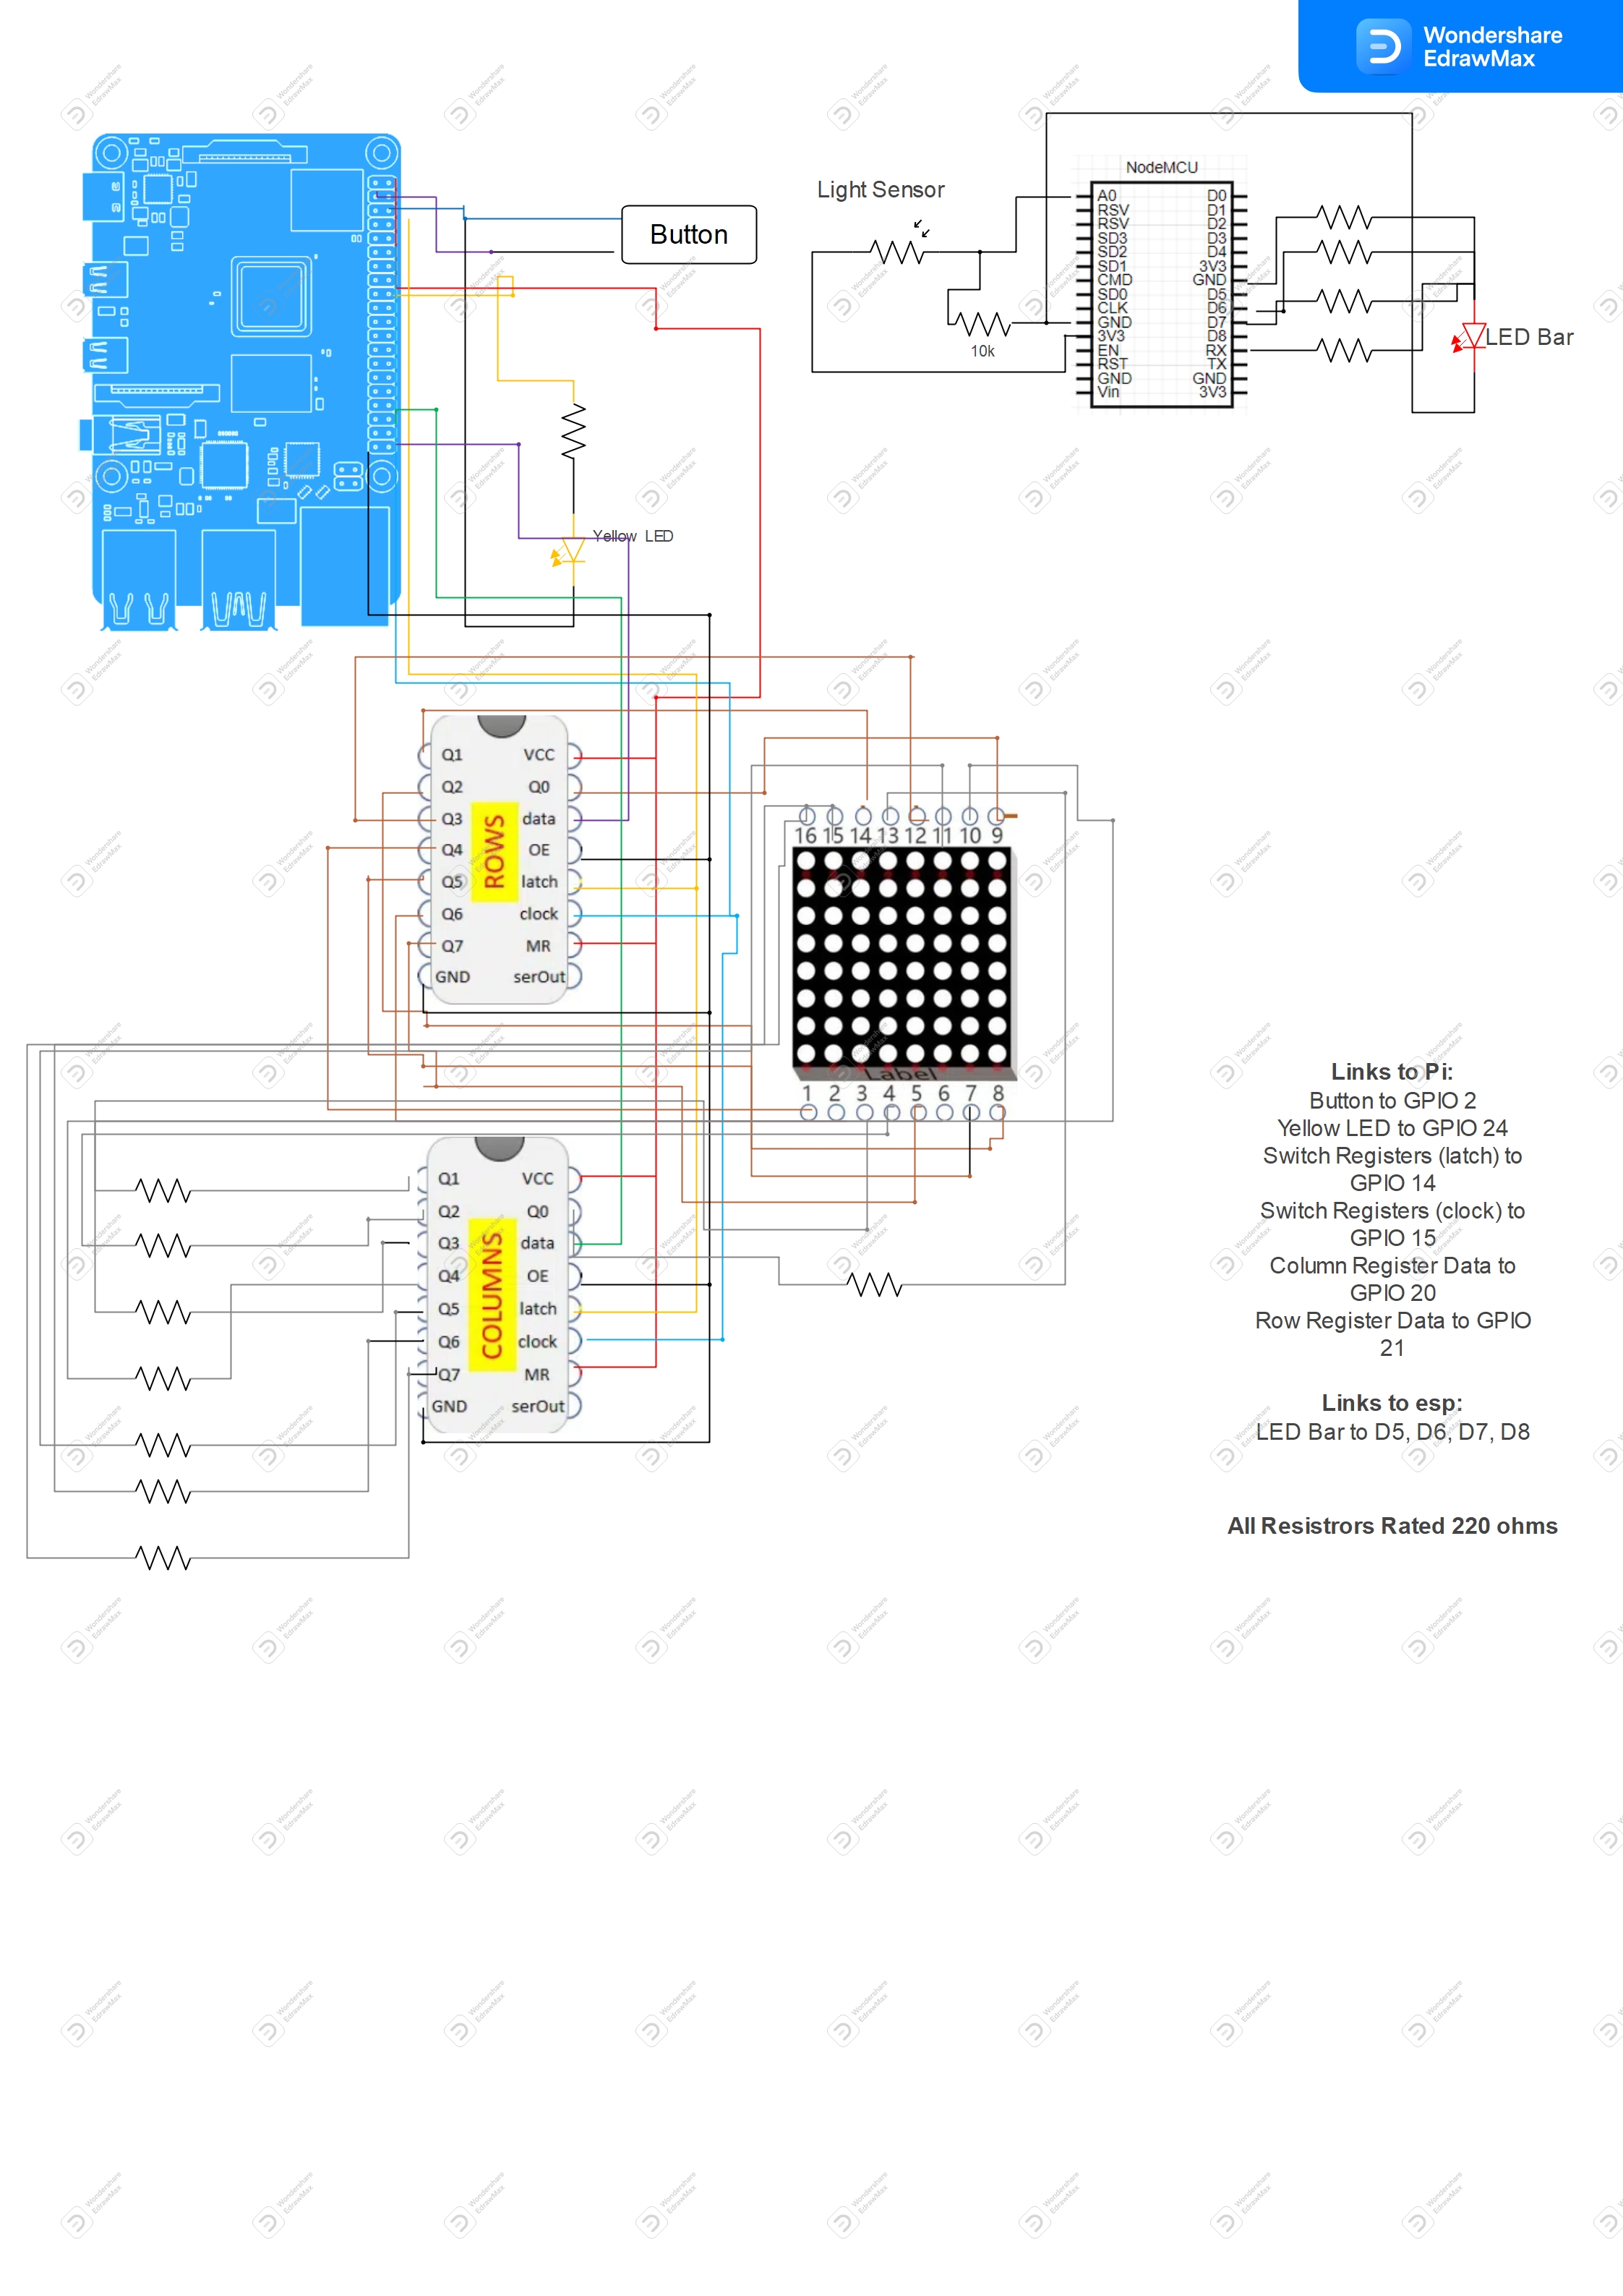 Wondershare
EdrawMax
NodeMCU
Light Sensor
A0
RSV
RSV
SD3
SD2
SD1
CMD
SD0
CLK
GND
3V3
EN
RST
GND
Vin
D0
D1
D2
D3
D4
3V3
GND
D5
D6
D7
D8
RX
TX
GND
3V3
Button
10k
LED Bar
Yellow LED
Q1
Q2
Q3
Q4
Q5
Q6
Q7
GND
ROWS
VCC
Q0
data
OE
latch
clock
MR
serOut
16 15 14 13 12 11 10 9
Label
1 2 3 4 5 6 7 8
Q1
Q2
Q3
Q4
Q5
Q6
Q7
GND
COLUMNS
VCC
Q0
data
OE
latch
clock
MR
serOut
Links to Pi:
Button to GPIO 2
Yellow LED to GPIO 24
Switch Registers (latch) to
GPIO 14
Switch Registers (clock) to
GPIO 15
Column Register Data to
GPIO 20
Row Register Data to GPIO
21
Links to esp:
LED Bar to D5, D6, D7, D8
All Resistrors Rated 220 ohms